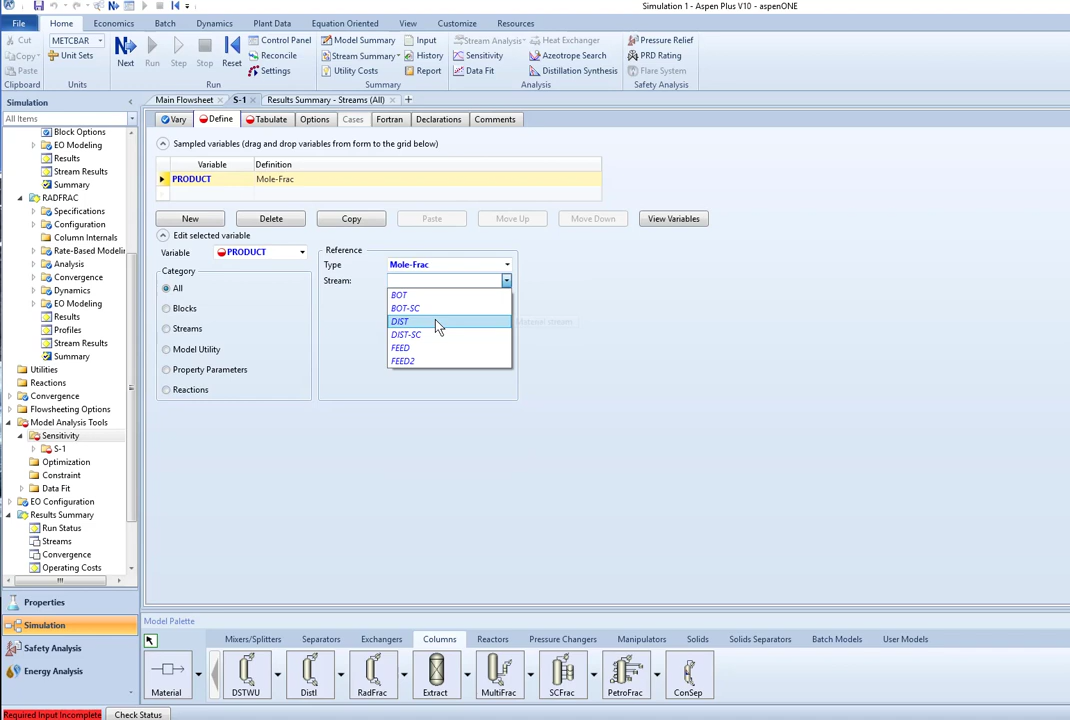 Simulation 1 - Aspen Plus V10 - aspenONE
File Home Economics Batch Dynamics Plant Data Equation Oriented View Customize Resources
Cut METCBAR Control Panel Model Summary Input Stream Analysis Heat Exchanger Pressure Relief
Copy Unit Sets Next Run Step Stop Reset Reconcile Stream Summary History Sensitivity Azeotrope Search PRD Rating
Paste Settings Utility Costs Report Data Fit Distillation Synthesis Flare System
Clipboard Units Run Summary Analysis Safety Analysis
Simulation Main Flowsheet S-1 Results Summary - Streams (All)
All Items
Vary Define Tabulate Options Cases Fortran Declarations Comments
Block Options
EO Modeling
Results
Stream Results
Summary
RADFRAC
Specifications
Configuration
Column Internals
Rate-Based Modelin
Analysis
Convergence
Dynamics
EO Modeling
Results
Profiles
Stream Results
Summary
Utilities
Reactions
Convergence
Flowsheeting Options
Model Analysis Tools
Sensitivity
S-1
Optimization
Constraint
Data Fit
EO Configuration
Results Summary
Run Status
Streams
Convergence
Operating Costs
Properties
Simulation
Safety Analysis
Energy Analysis
Sampled variables (drag and drop variables from form to the grid below)
Variable Definition
PRODUCT Mole-Frac
New Delete Copy Paste Move Up Move Down View Variables
Edit selected variable
Variable PRODUCT
Category
All
Blocks
Streams
Model Utility
Property Parameters
Reactions
Reference
Type Mole-Frac
Stream:
BOT
BOT-SC
DIST
DIST-SC
FEED
FEED2
Material stream
Model Palette
Mixers/Splitters Separators Exchangers Columns Reactors Pressure Changers Manipulators Solids Solids Separators Batch Models User Models
Material DSTWU Distl RadFrac Extract MultiFrac SCFrac PetroFrac ConSep
Required Input Incomplete Check Status